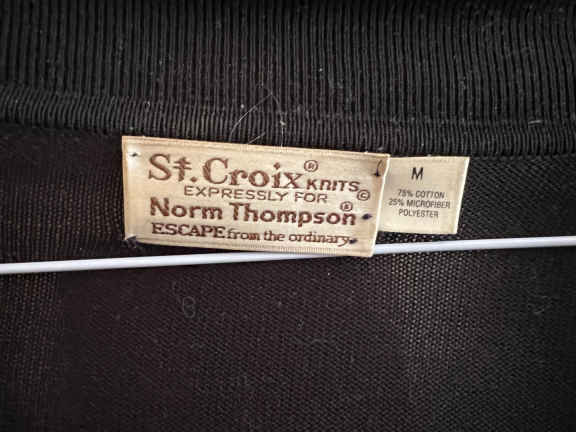 St. Croix® KNITS©
EXPRESSLY FOR
Norm Thompson®
ESCAPE from the ordinary.
M
75% COTTON
25% MICROFIBER
POLYESTER